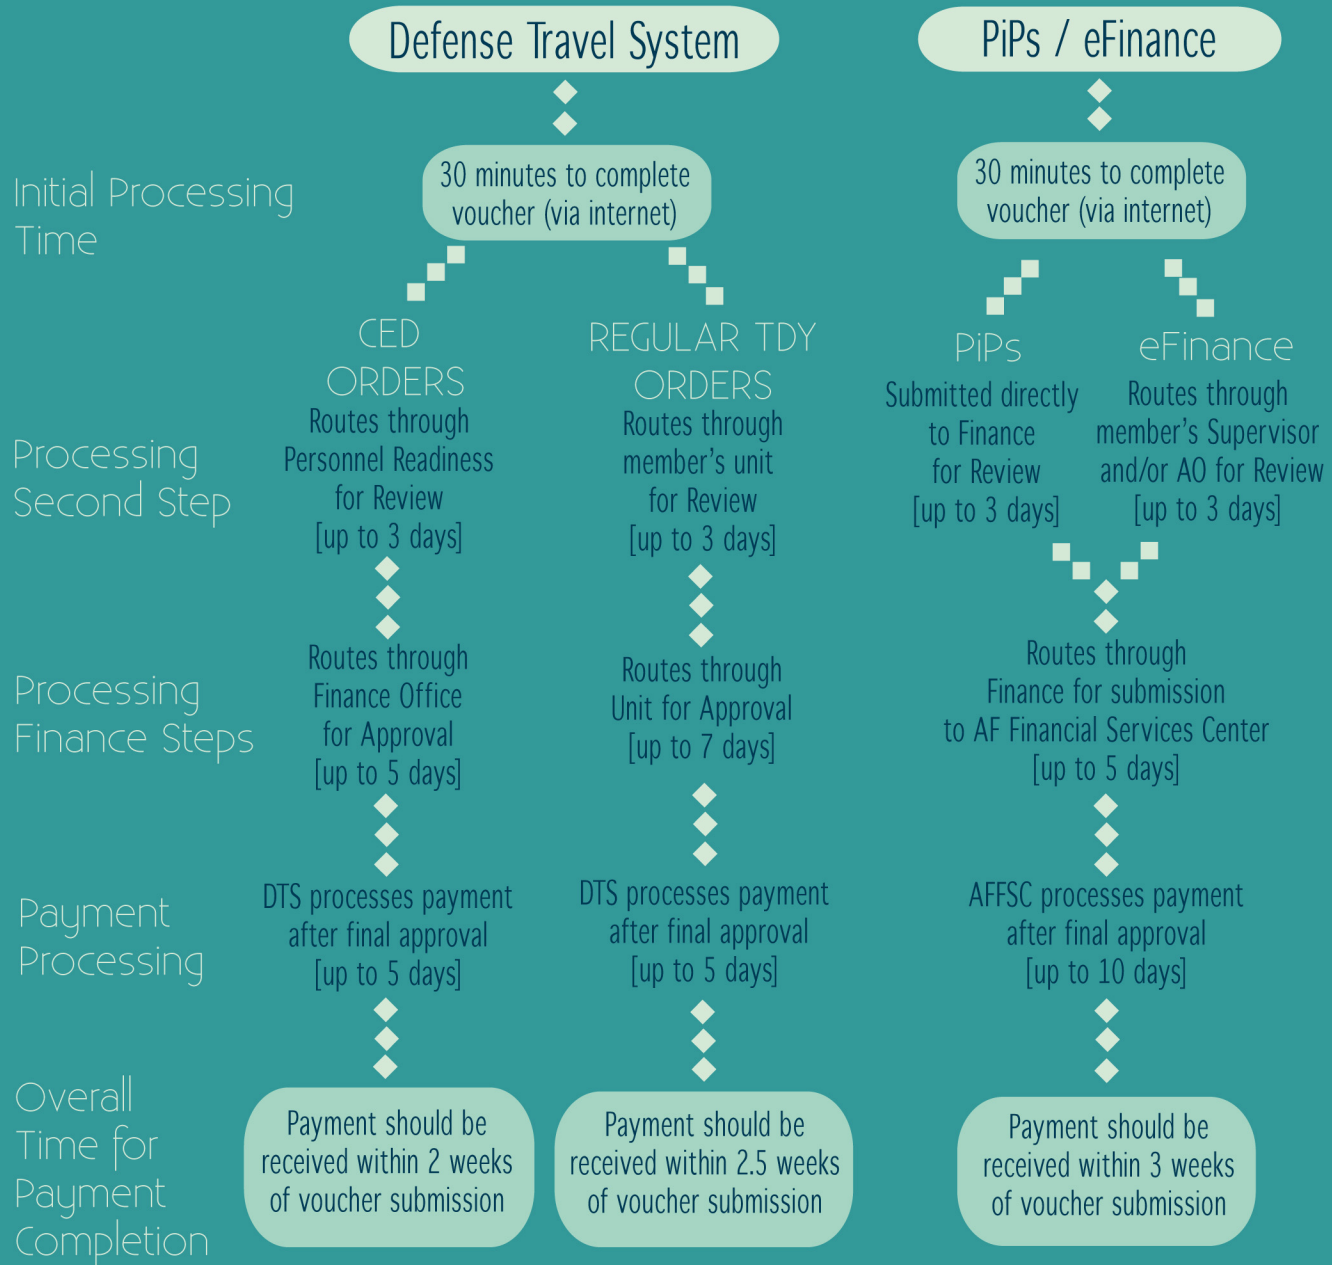 Defense Travel System
PiPs / eFinance
Initial Processing
Time
30 minutes to complete
voucher (via internet)
30 minutes to complete
voucher (via internet)
Processing
Second Step
CED
ORDERS
Routes through
Personnel Readiness
for Review
[up to 3 days]
REGULAR TDY
ORDERS
Routes through
member's unit
for Review
[up to 3 days]
PiPs
Submitted directly
to Finance
for Review
[up to 3 days]
eFinance
Routes through
member's Supervisor
and/or AO for Review
[up to 3 days]
Processing
Finance Steps
Routes through
Finance Office
for Approval
[up to 5 days]
Routes through
Unit for Approval
[up to 7 days]
Routes through
Finance for submission
to AF Financial Services Center
[up to 5 days]
Payment
Processing
DTS processes payment
after final approval
[up to 5 days]
DTS processes payment
after final approval
[up to 5 days]
AFFSC processes payment
after final approval
[up to 10 days]
Overall
Time for
Payment
Completion
Payment should be
received within 2 weeks
of voucher submission
Payment should be
received within 2.5 weeks
of voucher submission
Payment should be
received within 3 weeks
of voucher submission